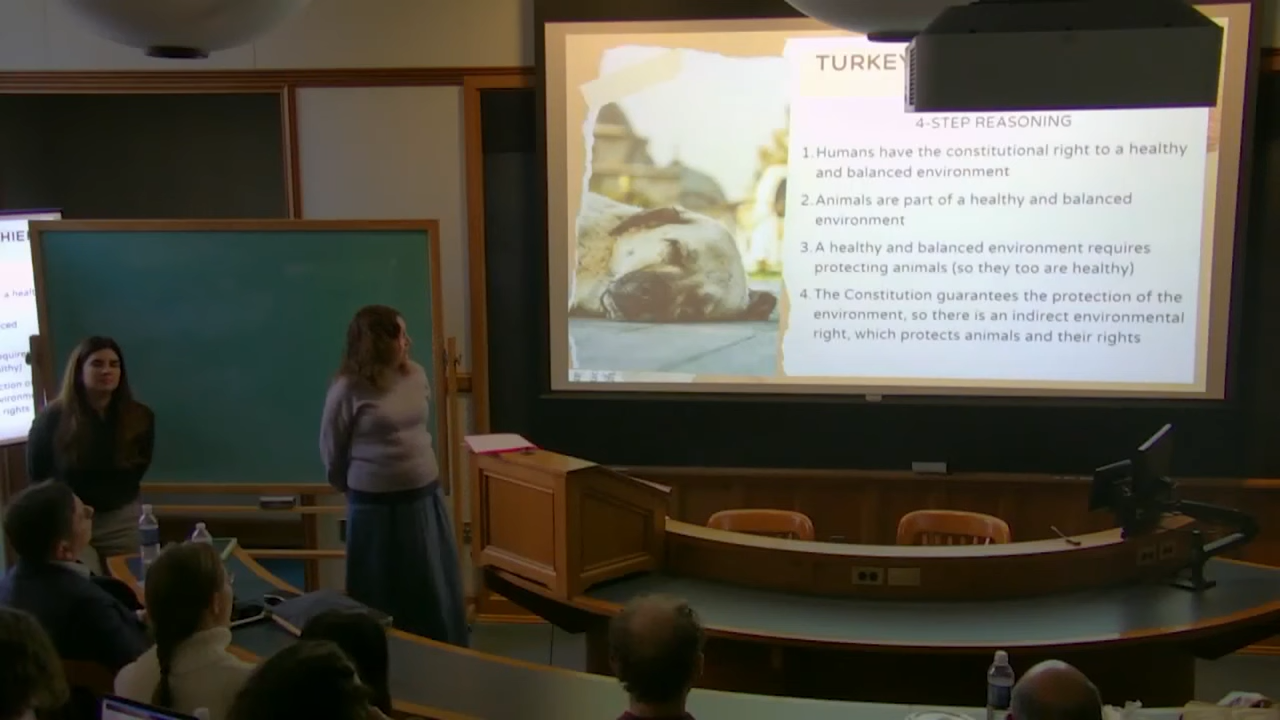 TURKEY
4-STEP REASONING
1. Humans have the constitutional right to a healthy
and balanced environment
2. Animals are part of a healthy and balanced
environment
3. A healthy and balanced environment requires
protecting animals (so they too are healthy)
4. The Constitution guarantees the protection of the
environment, so there is an indirect environmental
right, which protects animals and their rights